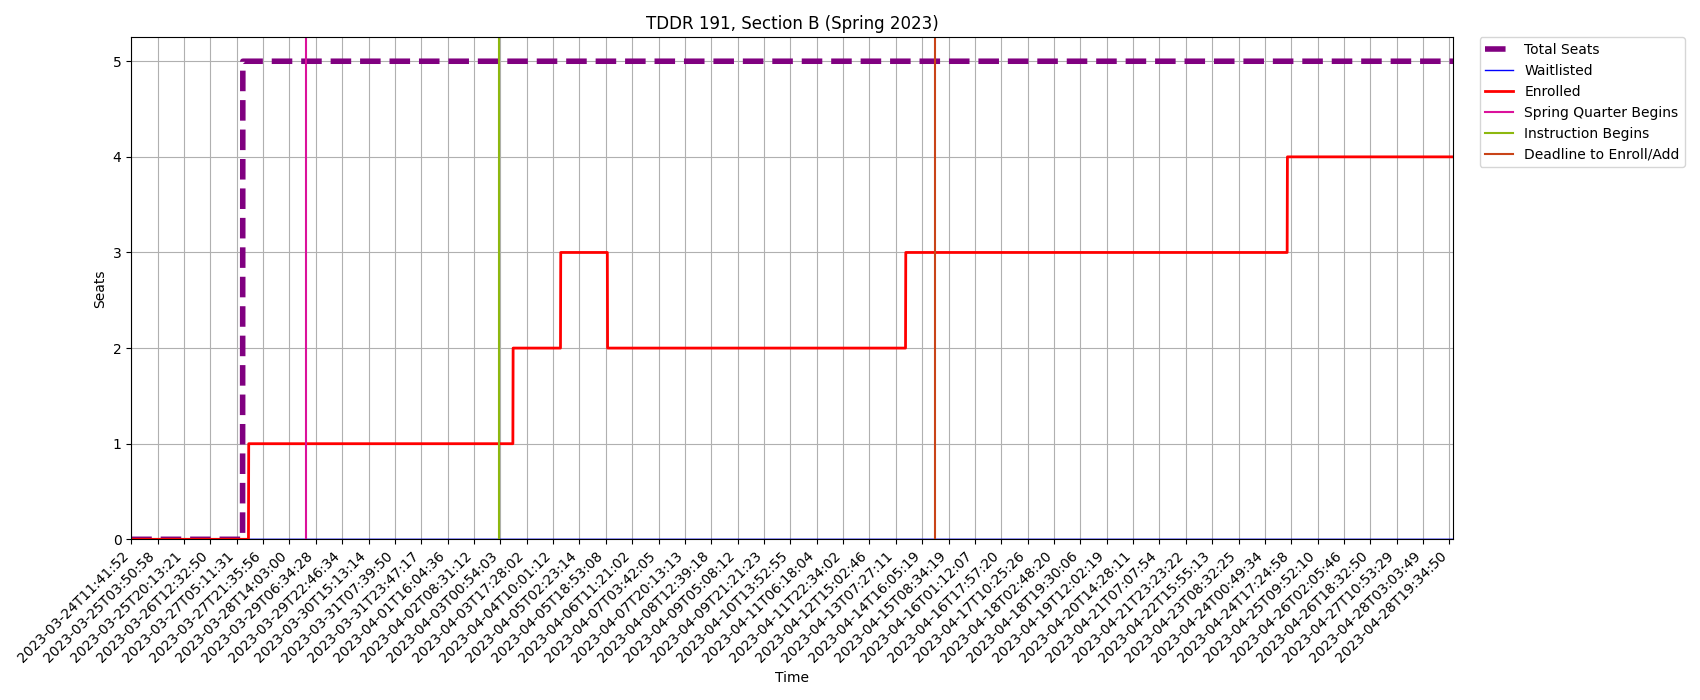 TDDR 191, Section B (Spring 2023)
Total Seats
Waitlisted
Enrolled
Spring Quarter Begins
Instruction Begins
Deadline to Enroll/Add
Seats
5
4
3
2
1
0
2023-03-24T11:41:52
2023-03-25T03:50:58
2023-03-25T20:13:21
2023-03-26T12:32:50
2023-03-27T05:11:31
2023-03-27T21:35:56
2023-03-28T14:03:00
2023-03-29T06:34:28
2023-03-29T22:46:34
2023-03-30T15:13:14
2023-03-31T07:39:50
2023-03-31T23:47:17
2023-04-01T16:04:36
2023-04-02T08:31:12
2023-04-03T00:54:03
2023-04-03T17:28:02
2023-04-04T10:01:12
2023-04-05T02:23:14
2023-04-05T18:53:08
2023-04-06T11:21:02
2023-04-07T03:42:05
2023-04-07T20:13:13
2023-04-08T12:39:18
2023-04-09T05:08:12
2023-04-09T21:21:23
2023-04-10T13:52:55
2023-04-11T06:18:04
2023-04-11T22:34:02
2023-04-12T15:02:46
2023-04-13T07:27:11
2023-04-14T16:05:19
2023-04-15T08:34:19
2023-04-16T01:12:07
2023-04-16T17:57:20
2023-04-17T10:25:26
2023-04-18T02:48:20
2023-04-18T19:30:06
2023-04-19T12:02:19
2023-04-20T14:28:11
2023-04-21T07:07:54
2023-04-21T23:23:22
2023-04-22T15:55:13
2023-04-23T08:32:25
2023-04-24T00:49:34
2023-04-24T17:24:58
2023-04-25T09:52:10
2023-04-26T02:05:46
2023-04-26T18:32:50
2023-04-27T10:53:29
2023-04-28T03:03:49
2023-04-28T19:34:50
Time